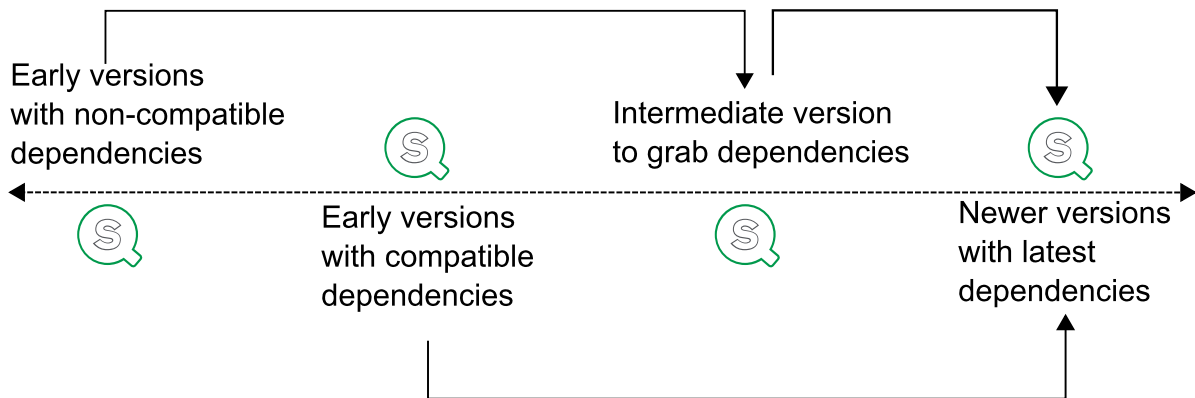 Early versions
with non-compatible
dependencies
S
Early versions
with compatible
dependencies
S
Intermediate version
to grab dependencies
S
Newer versions
with latest
dependencies
S